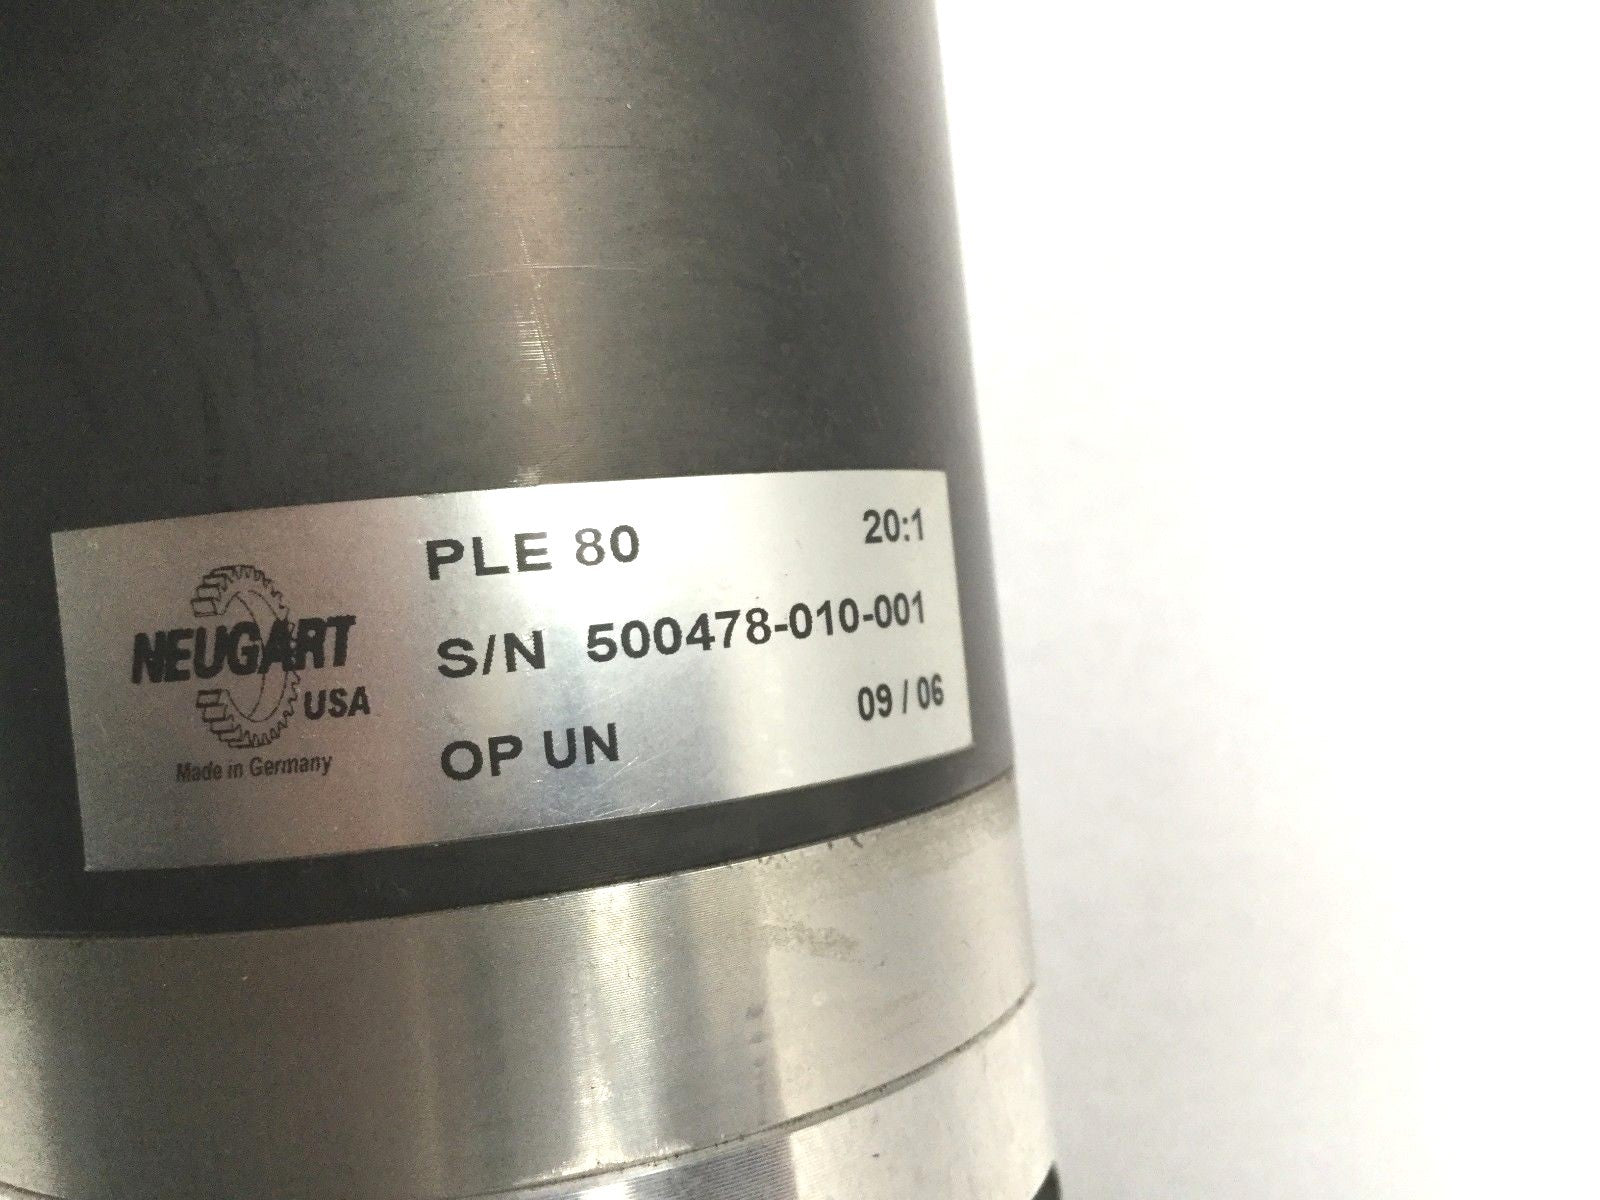 NEUGART
USA
Made in Germany
PLE 80 20:1
S/N 500478-010-001
OP UN 09 / 06